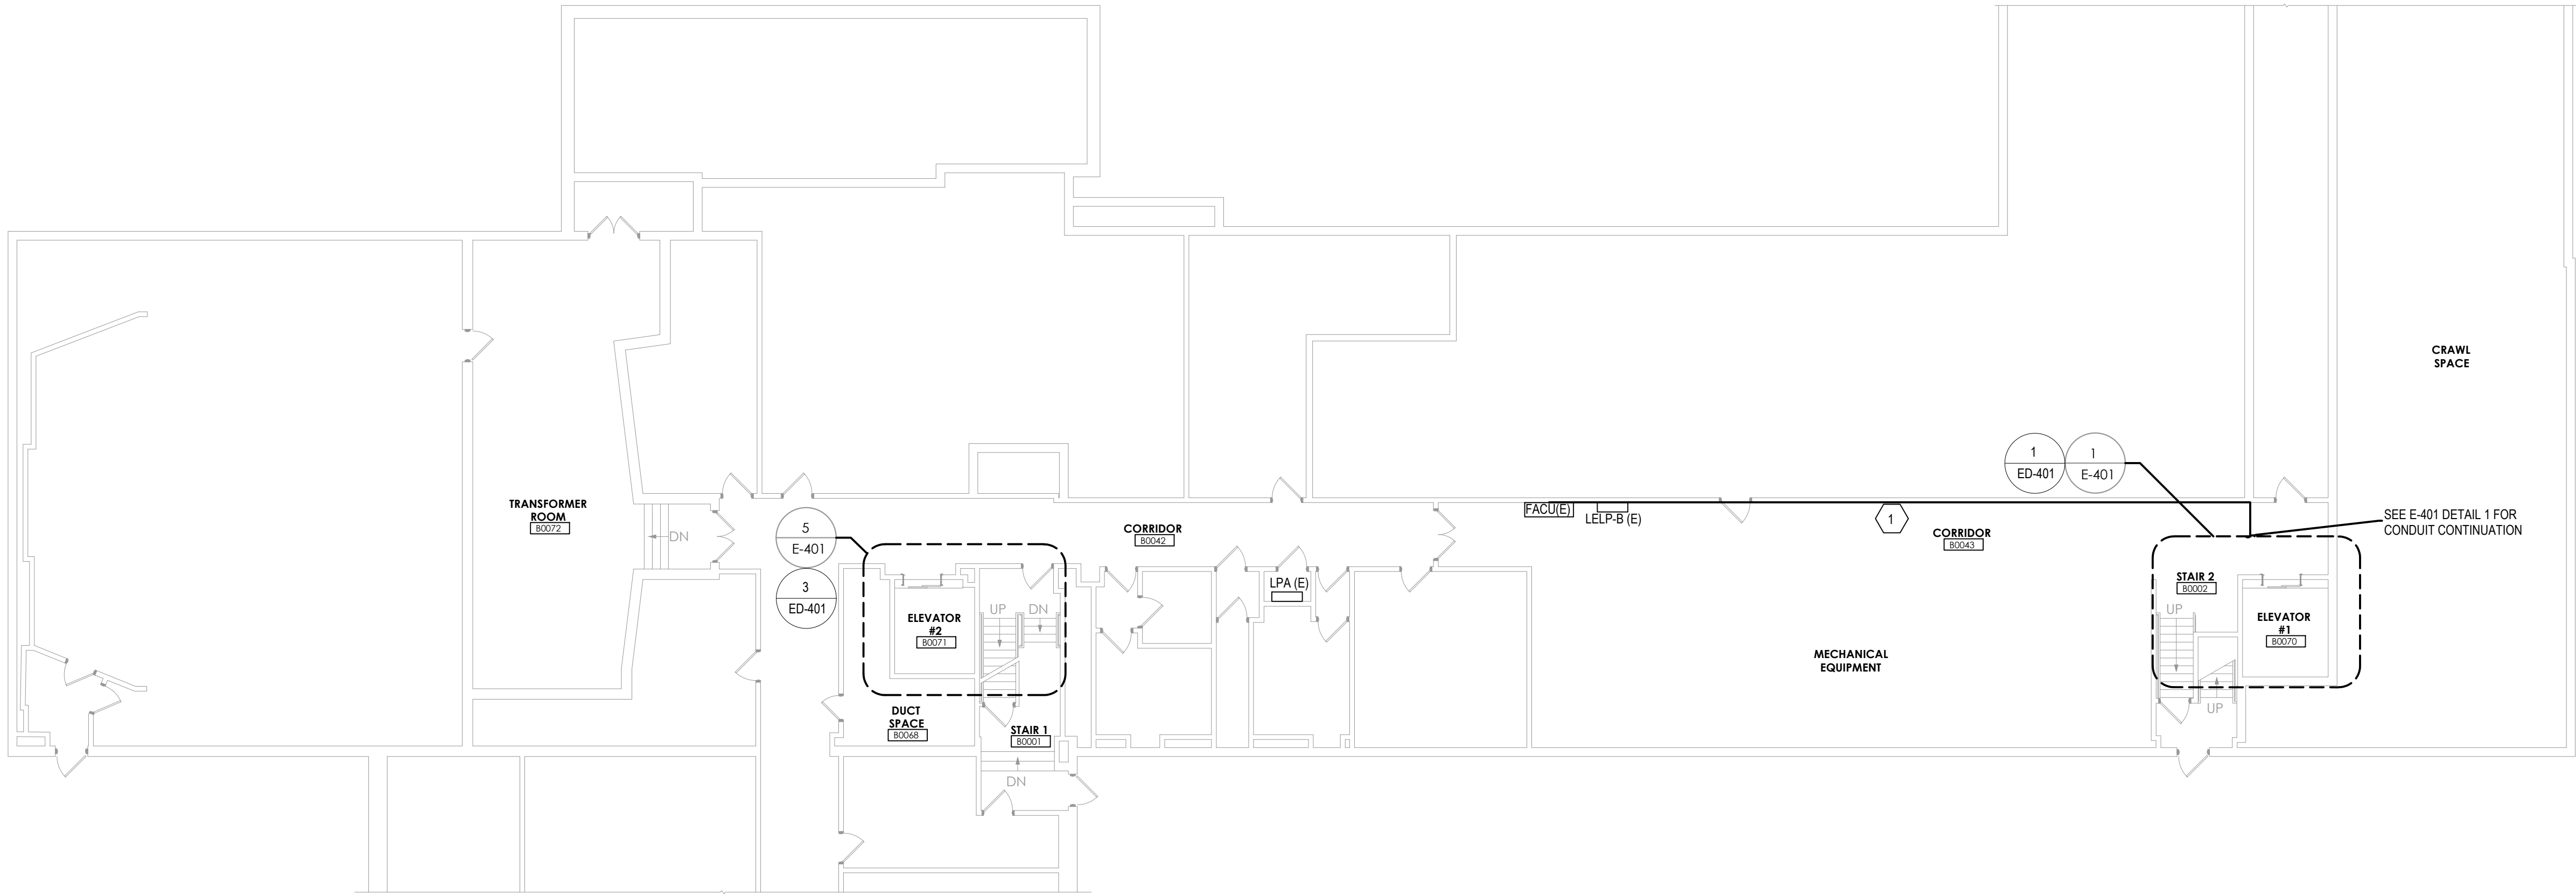 CRAWL
SPACE
1
ED-401
1
E-401
TRANSFORMER
ROOM
B0072
DN
5
E-401
3
ED-401
CORRIDOR
B0042
FACU(E)
LELP-B (E)
1
CORRIDOR
B0043
SEE E-401 DETAIL 1 FOR
CONDUIT CONTINUATION
LPA (E)
STAIR 2
B0002
UP
ELEVATOR
#1
B0070
UP
ELEVATOR
#2
B0071
UP
DN
MECHANICAL
EQUIPMENT
DUCT
SPACE
B0068
STAIR 1
B0001
DN